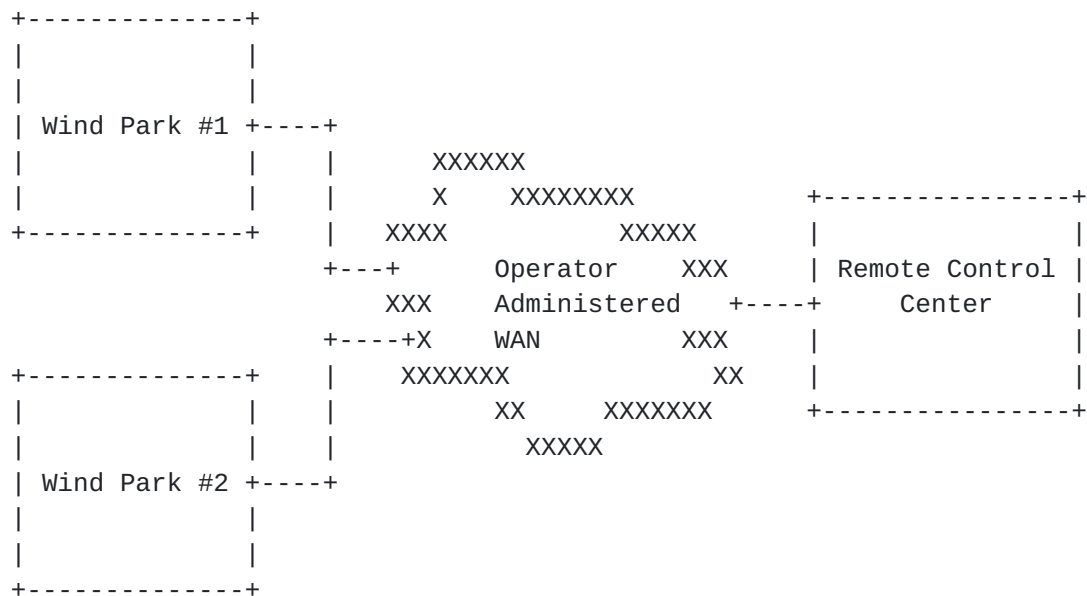 Wind Park #1
Operator
Administered
WAN
Remote Control
Center
Wind Park #2